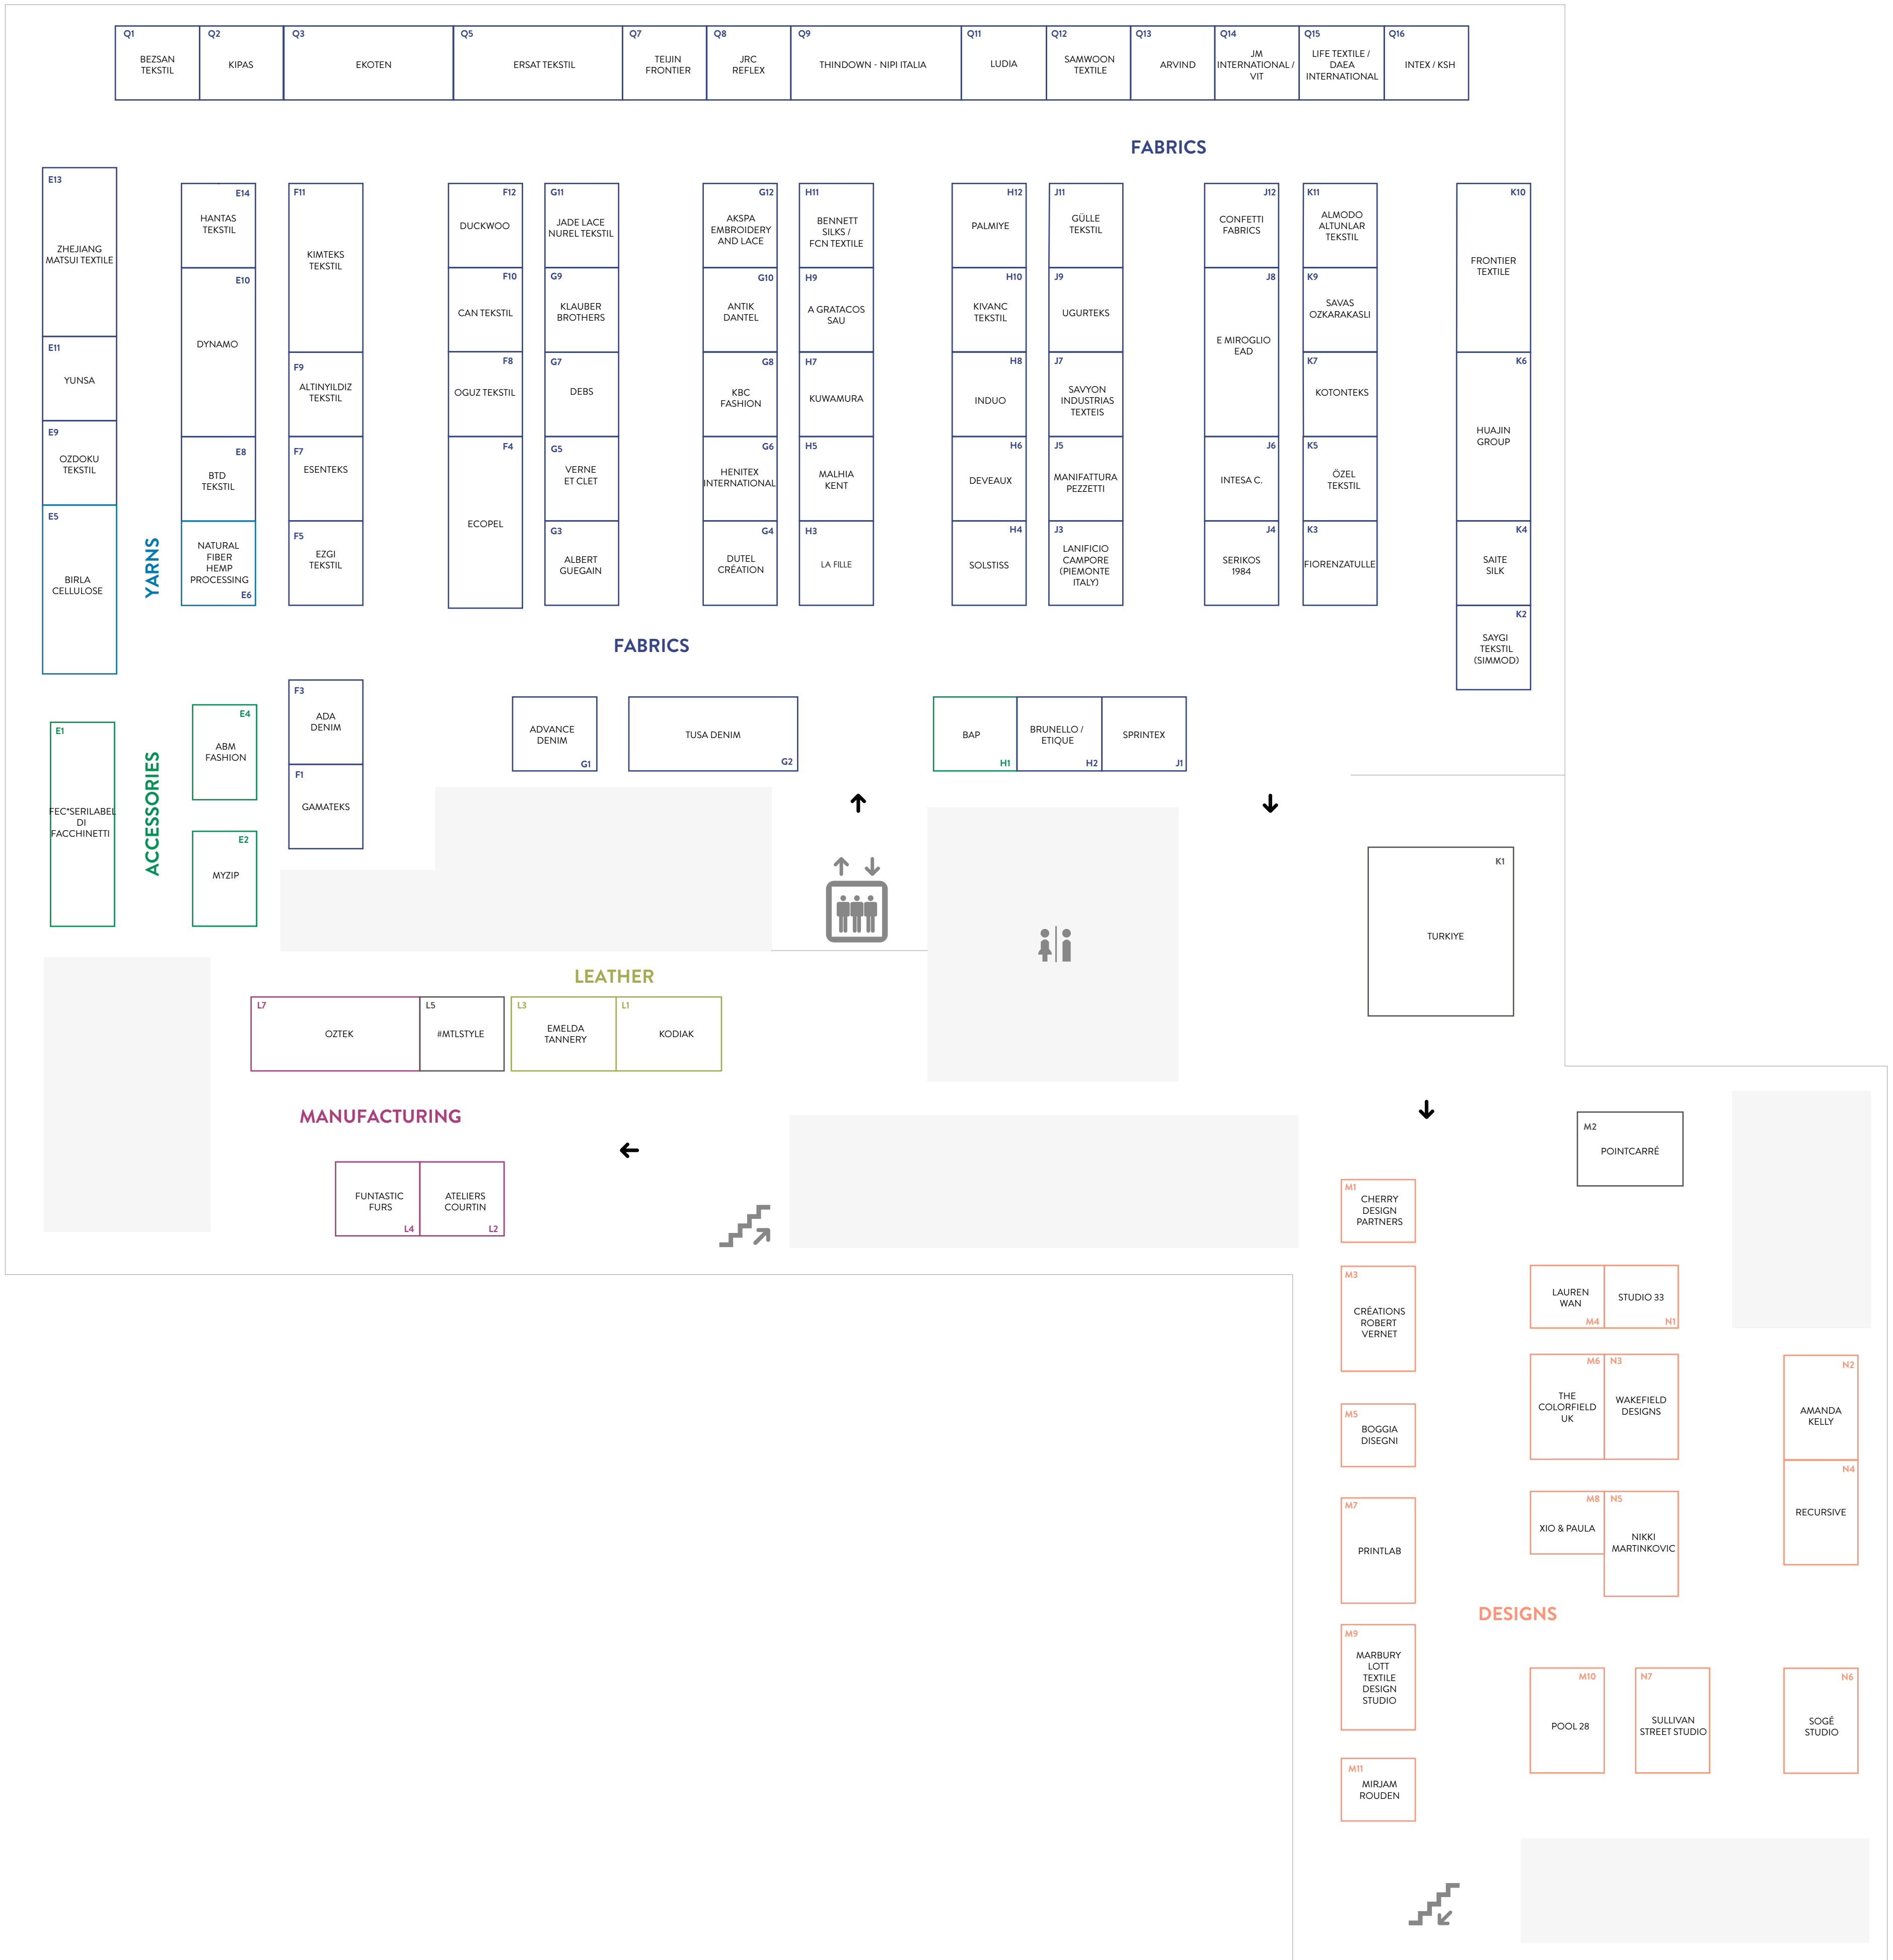 Q1
BEZSAN
TEKSTIL
Q2
KIPAS
Q3
EKOTEN
Q5
ERSAT TEKSTIL
Q7
TEIJIN
FRONTIER
Q8
JRC
REFLEX
Q9
THINDOWN - NIPI ITALIA
Q11
LUDIA
Q12
SAMWOON
TEXTILE
Q13
ARVIND
Q14
JM
INTERNATIONAL /
VIT
Q15
LIFE TEXTILE /
DAEA
INTERNATIONAL
Q16
INTEX / KSH
FABRICS
E13
ZHEJIANG
MATSUI TEXTILE
E11
YUNSA
E9
OZDOKU
TEKSTIL
E5
BIRLA
CELLULOSE
YARNS
E14
HANTAS
TEKSTIL
E10
DYNAMO
E8
BTD
TEKSTIL
NATURAL
FIBER
HEMP
PROCESSING
E6
F11
KIMTEKS
TEKSTIL
F9
ALTINYILDIZ
TEKSTIL
F7
ESENTEKS
F5
EZGI
TEKSTIL
F12
DUCKWOO
F10
CAN TEKSTIL
F8
OGUZ TEKSTIL
F4
ECOPEL
G11
JADE LACE
NUREL TEKSTIL
G9
KLAUBER
BROTHERS
G7
DEBS
G5
VERNE
ET CLET
G3
ALBERT
GUEGAIN
G12
AKSPA
EMBROIDERY
AND LACE
G10
ANTIK
DANTEL
G8
KBC
FASHION
G6
HENITEX
INTERNATIONAL
G4
DUTEL
CRÉATION
H11
BENNETT
SILKS /
FCN TEXTILE
H9
A GRATACOS
SAU
H7
KUWAMURA
H5
MALHIA
KENT
H3
LA FILLE
H12
PALMIYE
H10
KIVANC
TEKSTIL
H8
INDUO
H6
DEVEAUX
H4
SOLSTISS
J11
GÜLLE
TEKSTIL
J9
UGURTEKS
J7
SAVYON
INDUSTRIAS
TEXTEIS
J5
MANIFATTURA
PEZZETTI
J3
LANIFICIO
CAMPORE
(PIEMONTE
ITALY)
J12
CONFETTI
FABRICS
J8
E MIROGLIO
EAD
J6
INTESA C.
J4
SERIKOS
1984
K11
ALMODO
ALTUNLAR
TEKSTIL
K9
SAVAS
OZKARAKASLI
K7
KOTONTEKS
K5
ÖZEL
TEKSTIL
K3
FIORENZATULLE
K10
FRONTIER
TEXTILE
K6
HUAJIN
GROUP
K4
SAITE
SILK
K2
SAYGI
TEKSTIL
(SIMMOD)
FABRICS
E1
FEC*SERILABEL
DI
FACCHINETTI
ACCESSORIES
E4
ABM
FASHION
E2
MYZIP
F3
ADA
DENIM
F1
GAMATEKS
ADVANCE
DENIM
G1
TUSA DENIM
G2
BAP
H1
BRUNELLO /
ETIQUE
H2
SPRINTEX
J1
K1
TURKIYE
LEATHER
L7
OZTEK
L5
#MTLSTYLE
L3
EMELDA
TANNERY
L1
KODIAK
MANUFACTURING
FUNTASTIC
FURS
L4
ATELIERS
COURTIN
L2
M2
POINTCARRÉ
M1
CHERRY
DESIGN
PARTNERS
M3
CRÉATIONS
ROBERT
VERNET
M5
BOGGIA
DISEGNI
M7
PRINTLAB
M9
MARBURY
LOTT
TEXTILE
DESIGN
STUDIO
M11
MIRJAM
ROUDEN
LAUREN
WAN
M4
STUDIO 33
N1
M6
THE
COLORFIELD
UK
N3
WAKEFIELD
DESIGNS
M8
XIO & PAULA
N5
NIKKI
MARTINKOVIC
N2
AMANDA
KELLY
N4
RECURSIVE
DESIGNS
M10
POOL 28
N7
SULLIVAN
STREET STUDIO
N6
SOGÉ
STUDIO